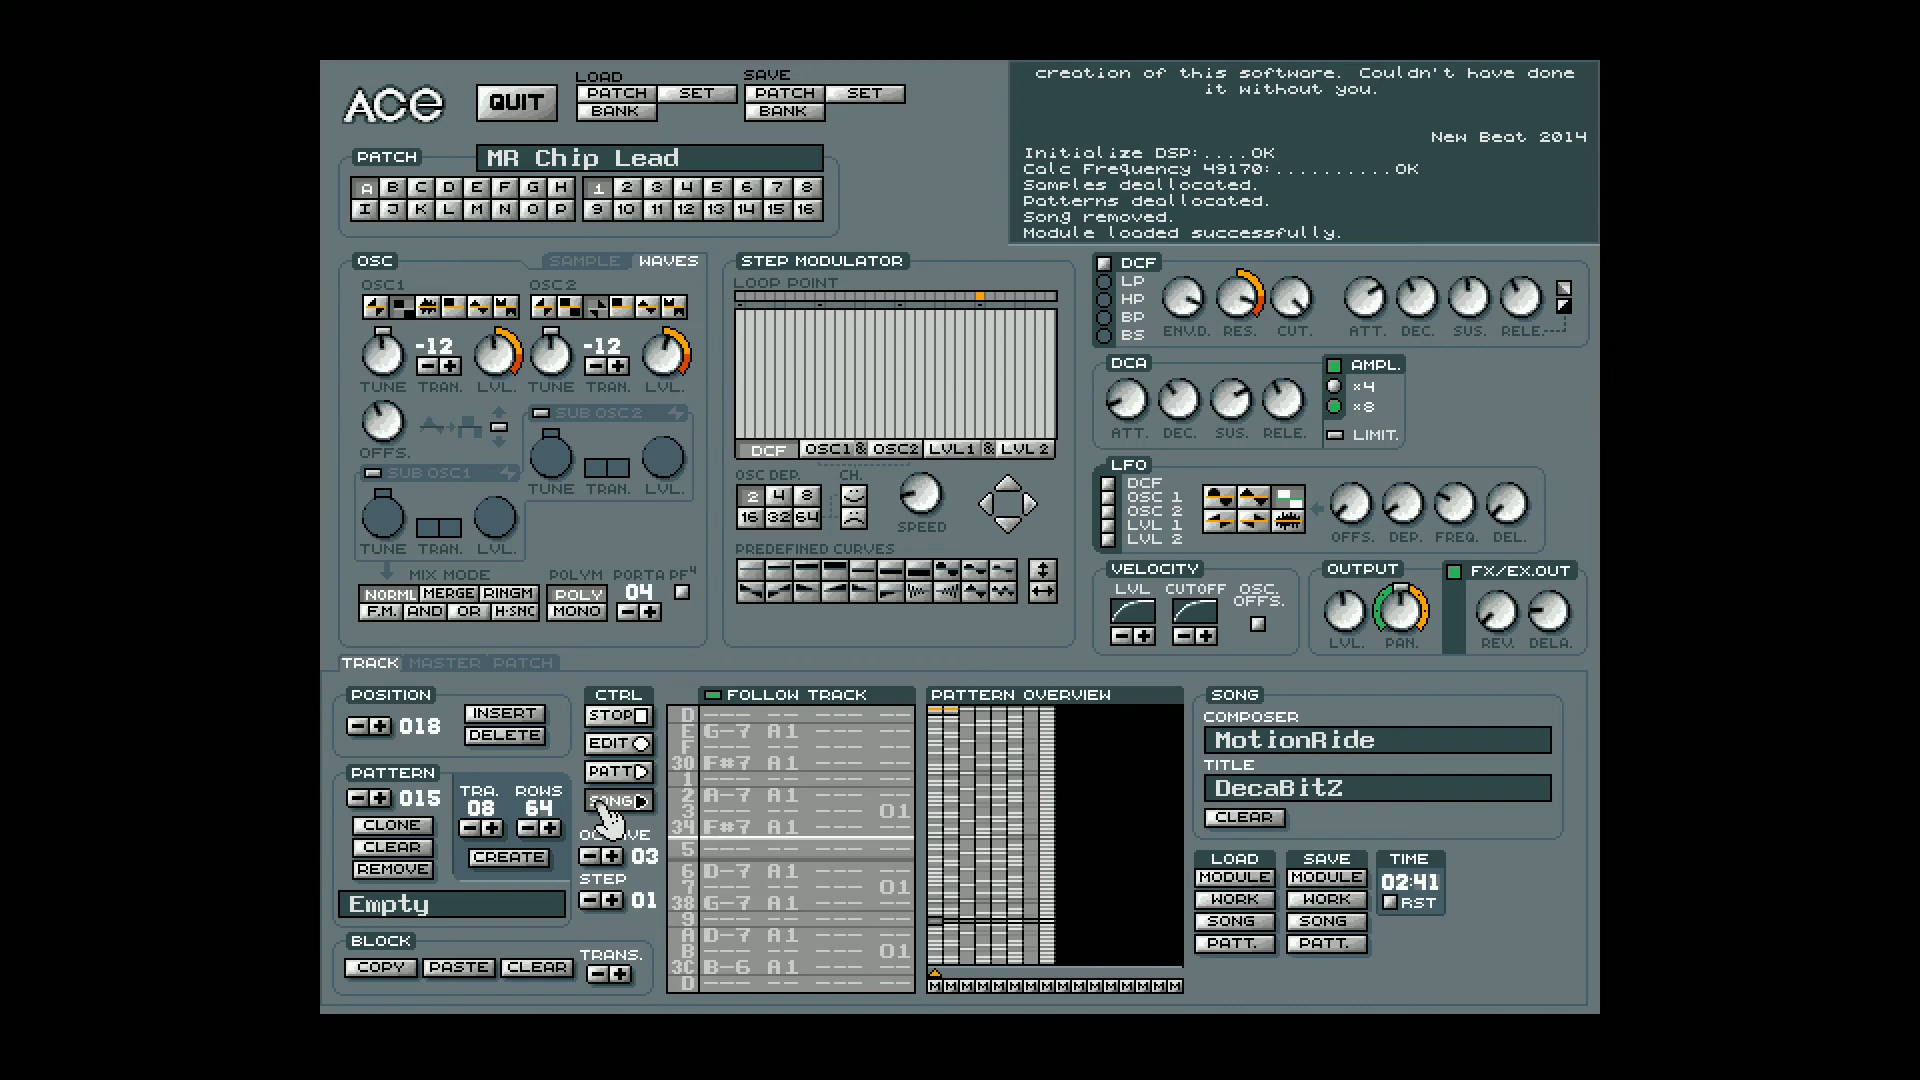 ACE
QUIT
LOAD
PATCH SET
BANK
SAVE
PATCH SET
BANK
creation of this software. Couldn't have done
it without you.
New Beat 2014
Initialize DSP:....OK
Calc Frequency 49170:..........OK
Samples deallocated.
Patterns deallocated.
Song removed.
Module loaded successfully.
PATCH
MR Chip Lead
A B C D E F G H
I J K L M N O P
1 2 3 4 5 6 7 8
9 10 11 12 13 14 15 16
OSC
SAMPLE WAVES
OSC1 OSC2
-12 -12
TUNE TRAN. LVL. TUNE TRAN. LVL.
OFFS.
SUB OSC2
TUNE TRAN. LVL.
SUB OSC1
TUNE TRAN. LVL.
MIX MODE
NORML MERGE RINGM
F.M. AND OR H-SNC
POLYM
POLY
MONO
PORTA PF4
04
STEP MODULATOR
LOOP POINT
DCF OSC1 & OSC2 LVL1 & LVL2
OSC DEP.
2 4 8
16 32 64
CH.
SPEED
PREDEFINED CURVES
DCF
LP
HP
BP
BS
ENV.D. RES. CUT. ATT. DEC. SUS. RELE.
DCA
ATT. DEC. SUS. RELE.
AMPL.
x4
x8
LIMIT.
LFO
DCF
OSC 1
OSC 2
LVL 1
LVL 2
OFFS. DEP. FREQ. DEL.
VELOCITY
LVL CUTOFF OSC.
OFFS.
OUTPUT
LVL. PAN.
FX/EX.OUT
REV. DELA.
TRACK MASTER PATCH
POSITION
018
INSERT
DELETE
PATTERN
015
CLONE
CLEAR
REMOVE
TRA. ROWS
08 64
CREATE
Empty
BLOCK
COPY PASTE CLEAR
CTRL
STOP
EDIT
PATT
SONG
03
STEP
01
TRANS.
FOLLOW TRACK
D --- -- --- --
E G-7 A1 --- --
F --- -- --- --
30 F#7 A1 --- --
1 --- -- --- --
2 A-7 A1 --- --
3 --- -- --- 01
34 F#7 A1 --- --
5 --- -- --- --
6 D-7 A1 --- --
7 --- -- --- 01
38 G-7 A1 --- --
9 --- -- --- --
A D-7 A1 --- --
B --- -- --- 01
3C B-6 A1 --- --
D --- -- --- --
PATTERN OVERVIEW
M M M M M M M M M M M M M M M M
SONG
COMPOSER
MotionRide
TITLE
DecaBitZ
CLEAR
LOAD
MODULE
WORK
SONG
PATT.
SAVE
MODULE
WORK
SONG
PATT.
TIME
02:41
RST